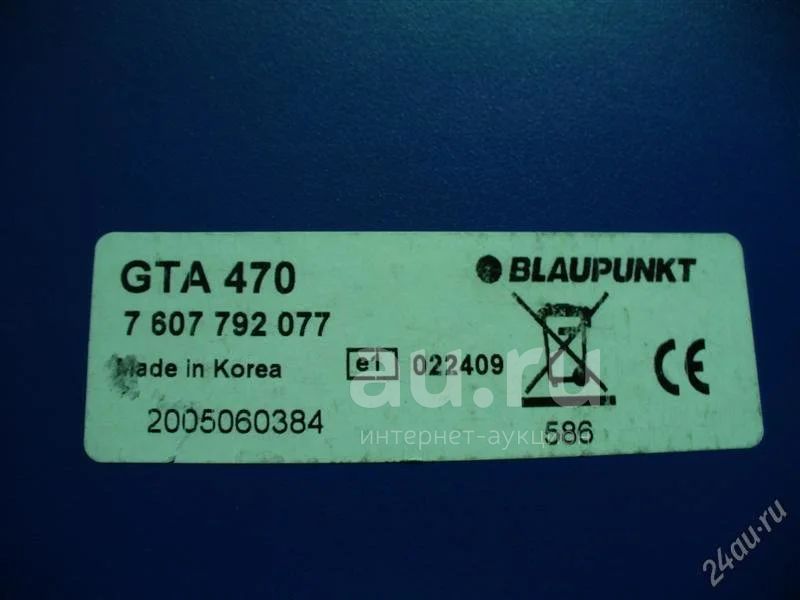 GTA 470
BLAUPUNKT
7 607 792 077
Made in Korea
e1
022409
CE
2005060384
586
au.ru
интернет-аукцион
24au.ru